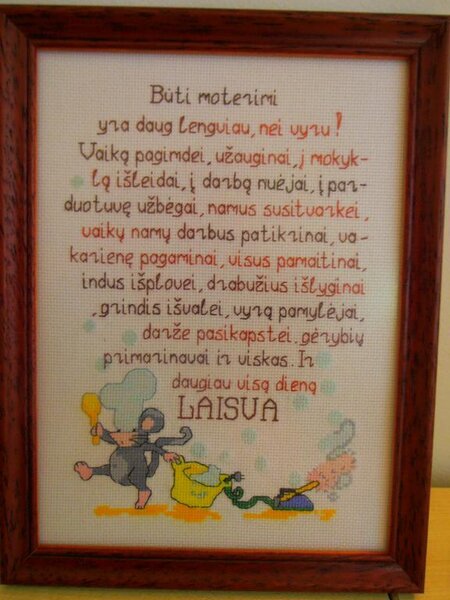 Būti moterimi
yra daug lengviau, nei vyru!
Vaiką pagimdei, užauginai, į mokyk-
lą išleidai, į darbą nuėjai, į par-
duotuvę užbėgai, namus susitvarkei,
vaikų namų darbus patikrinai, va-
karienę pagaminai, visus pamaitinai,
indus išplovei, drabužius išlyginai
,grindis išvalei, vyrą pamylėjai,
darže pasikapstei, gėrybių
primarinavai ir viskas. Ir
daugiau visą dieną
LAISVA